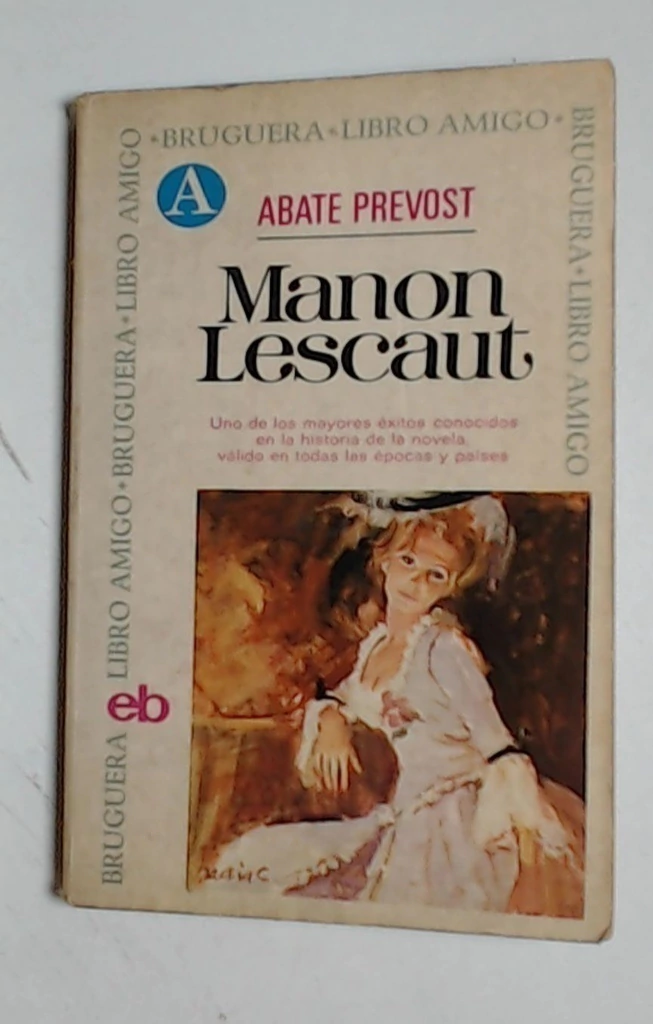 • BRUGUERA • LIBRO AMIGO •
BRUGUERA • LIBRO AMIGO
BRUGUERA LIBRO AMIGO • BRUGUERA • LIBRO AMIGO
A
ABATE PREVOST
Manon
Lescaut
Uno de los mayores éxitos conocidos
en la historia de la novela,
válido en todas las épocas y países
eb